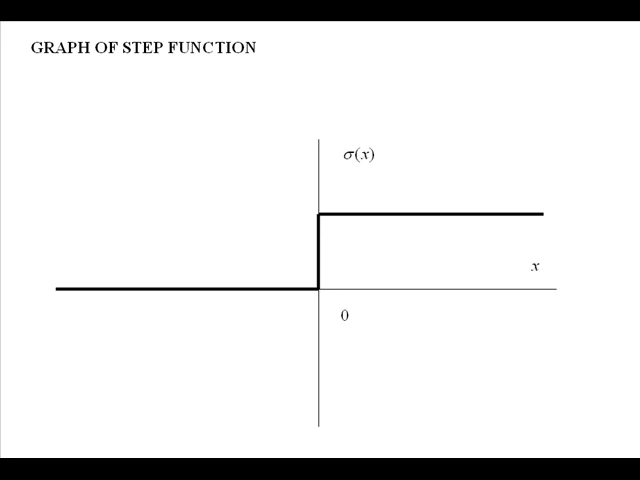 GRAPH OF STEP FUNCTION
σ(x)
x
0